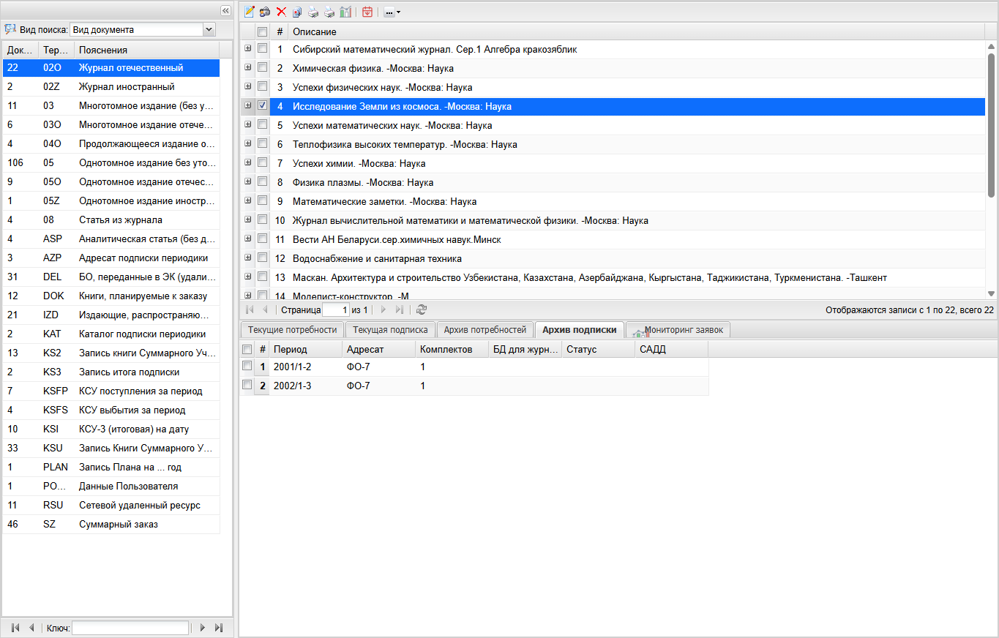 Вид поиска: Вид документа
Док... Тер... Пояснения
22 02O Журнал отечественный
2 02Z Журнал иностранный
11 03 Многотомное издание (без у...
6 03O Многотомное издание отече...
4 04O Продолжающееся издание о...
106 05 Однотомное издание без уто...
9 05O Однотомное издание отечес...
1 05Z Однотомное издание иностр...
4 08 Статья из журнала
4 ASP Аналитическая статья (без д...
3 AZP Адресат подписки периодики
31 DEL БО, переданные в ЭК (удали...
12 DOK Книги, планируемые к заказу
21 IZD Издающие, распространяю...
2 KAT Каталог подписки периодики
13 KS2 Запись книги Суммарного Уч...
2 KS3 Запись итога подписки
7 KSFP КСУ поступления за период
4 KSFS КСУ выбытия за период
10 KSI КСУ-3 (итоговая) на дату
33 KSU Запись Книги Суммарного У...
1 PLAN Запись Плана на ... год
1 PO... Данные Пользователя
11 RSU Сетевой удаленный ресурс
46 SZ Суммарный заказ
Ключ:
# Описание
1 Сибирский математический журнал. Сер.1 Алгебра кракозяблик
2 Химическая физика. -Москва: Наука
3 Успехи физических наук. -Москва: Наука
4 Исследование Земли из космоса. -Москва: Наука
5 Успехи математических наук. -Москва: Наука
6 Теплофизика высоких температур. -Москва: Наука
7 Успехи химии. -Москва: Наука
8 Физика плазмы. -Москва: Наука
9 Математические заметки. -Москва: Наука
10 Журнал вычислительной математики и математической физики. -Москва: Наука
11 Вести АН Беларуси.сер.химичных навук.Минск
12 Водоснабжение и санитарная техника
13 Маскан. Архитектура и строительство Узбекистана, Казахстана, Азербайджана, Кыргыстана, Таджикистана, Туркменистана. -Ташкент
14 Моделист-конструктор. -М
Страница 1 из 1 Отображаются записи с 1 по 22, всего 22
Текущие потребности Текущая подписка Архив потребностей Архив подписки Мониторинг заявок
# Период Адресат Комплектов БД для журн... Статус САДД
1 2001/1-2 ФО-7 1
2 2002/1-3 ФО-7 1